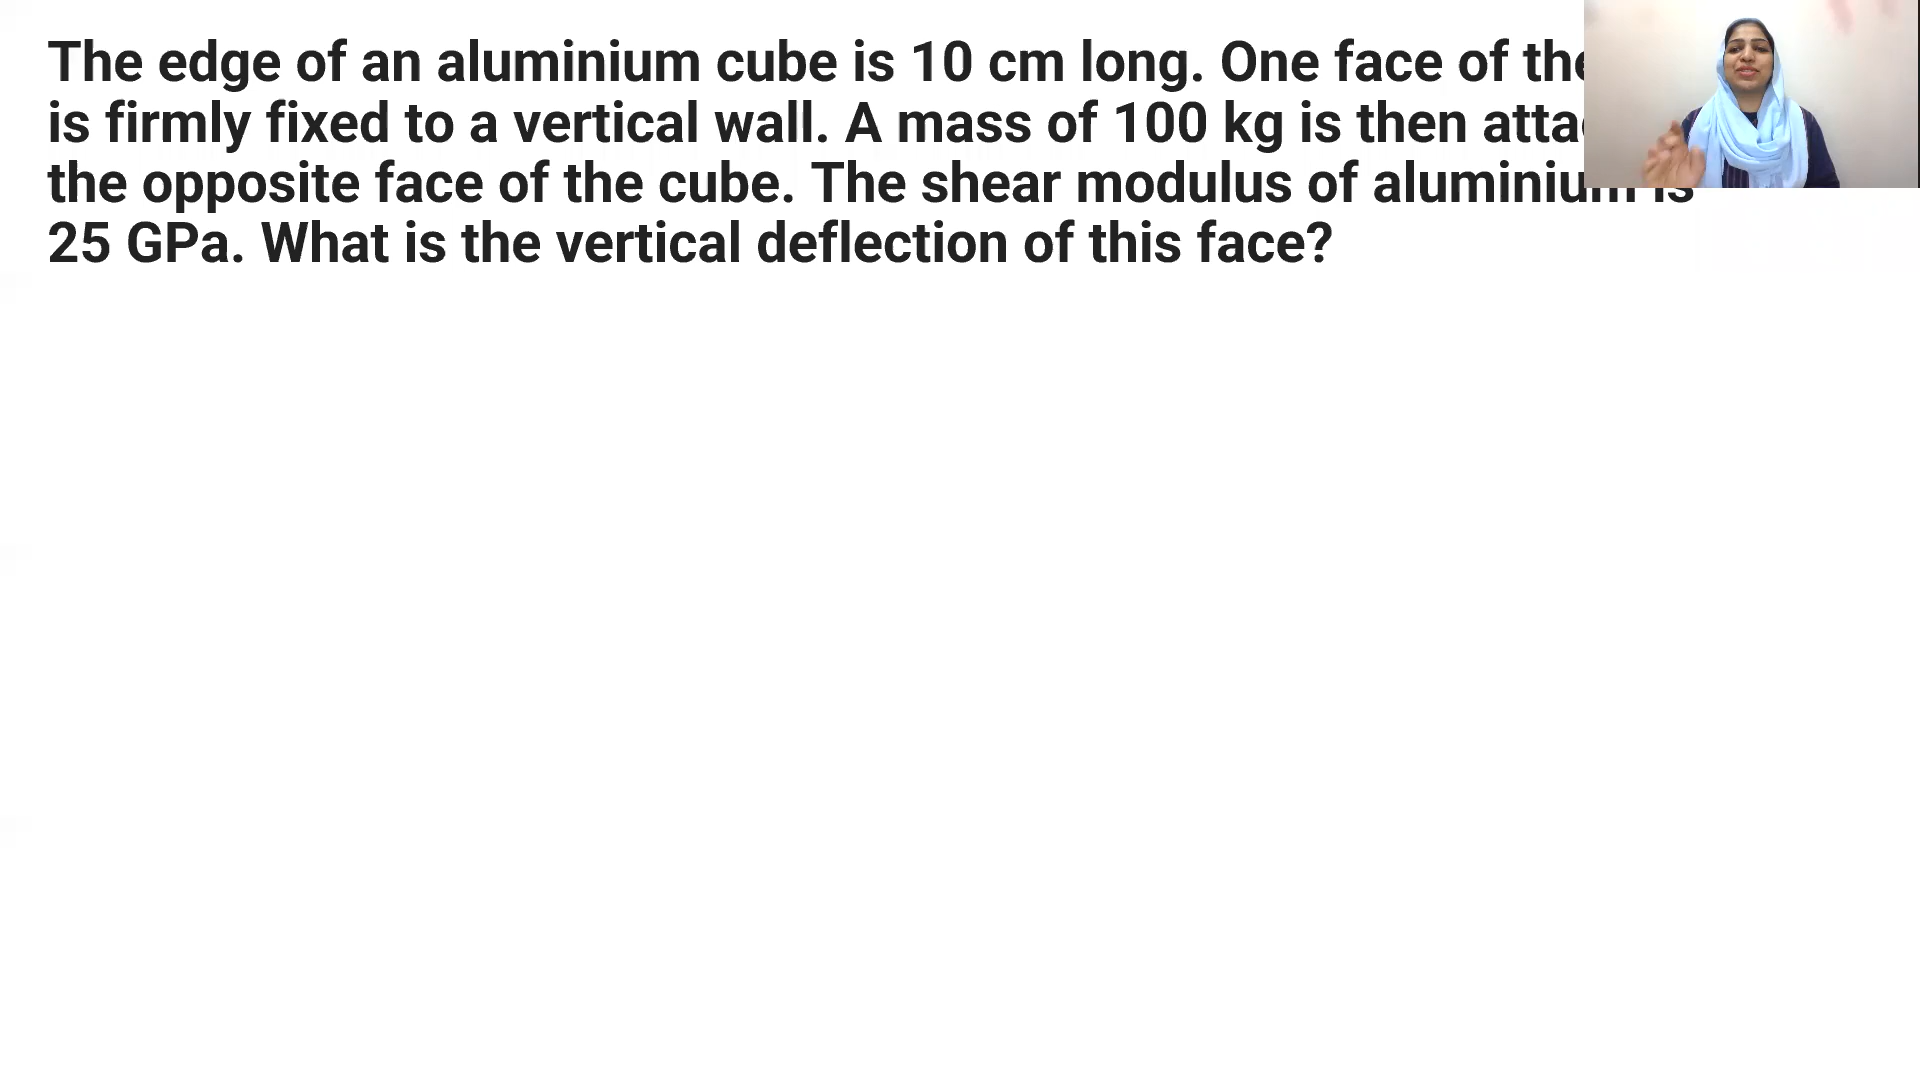 The edge of an aluminium cube is 10 cm long. One face of the
is firmly fixed to a vertical wall. A mass of 100 kg is then
the opposite face of the cube. The shear modulus of aluminium is
25 GPa. What is the vertical deflection of this face?